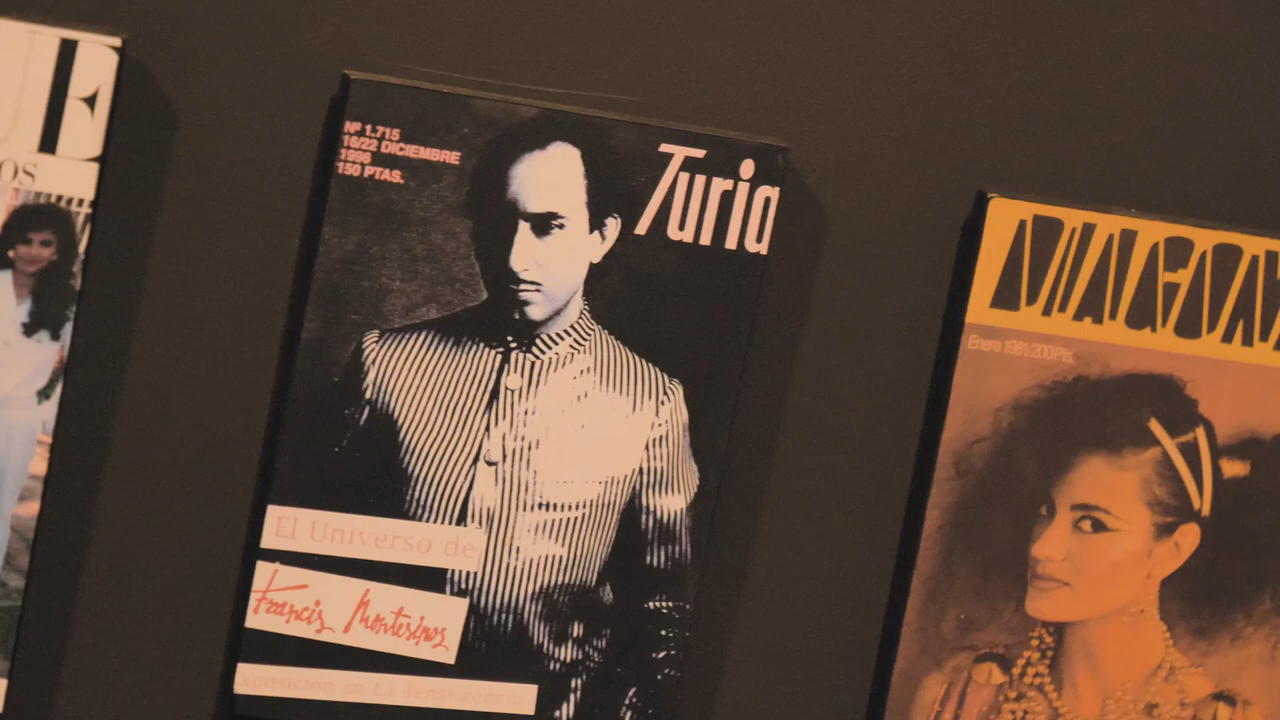 UE
OS
Nº 1.715
16/22 DICIEMBRE
1996
150 PTAS.
Turia
El Universo de
Francis Montesinos
DIAGONAL
Enero 1981/200 Pts.